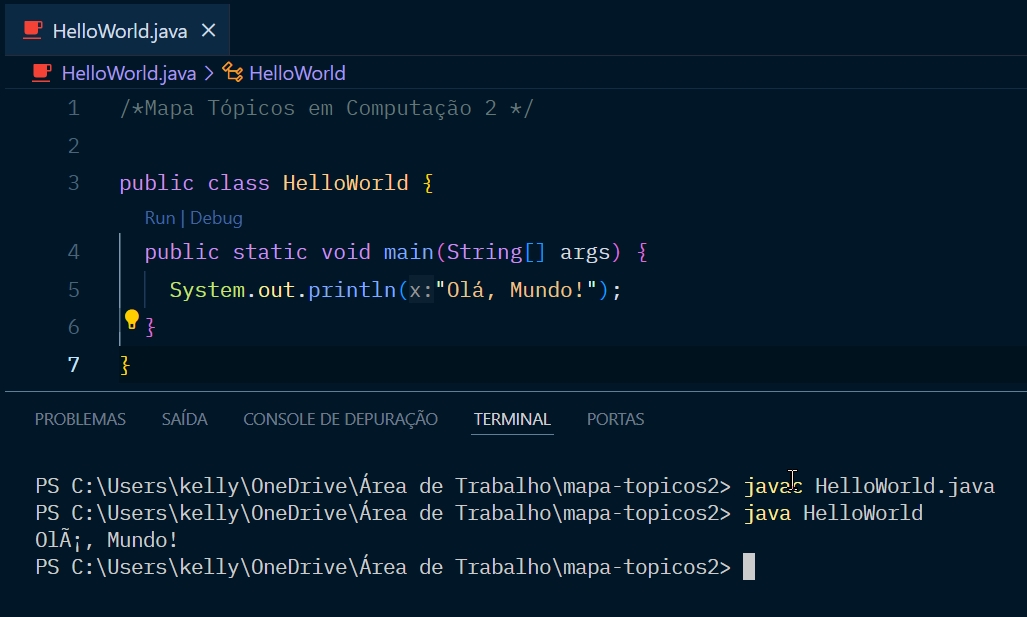 HelloWorld.java ×
HelloWorld.java > HelloWorld
1 /*Mapa Tópicos em Computação 2 */
2
3 public class HelloWorld {
Run | Debug
4 public static void main(String[] args) {
5 System.out.println(x:"Olá, Mundo!");
6 }
7 }
PROBLEMAS SAÍDA CONSOLE DE DEPURAÇÃO TERMINAL PORTAS
PS C:\Users\kelly\OneDrive\Área de Trabalho\mapa-topicos2> javac HelloWorld.java
PS C:\Users\kelly\OneDrive\Área de Trabalho\mapa-topicos2> java HelloWorld
OlÃ¡, Mundo!
PS C:\Users\kelly\OneDrive\Área de Trabalho\mapa-topicos2>